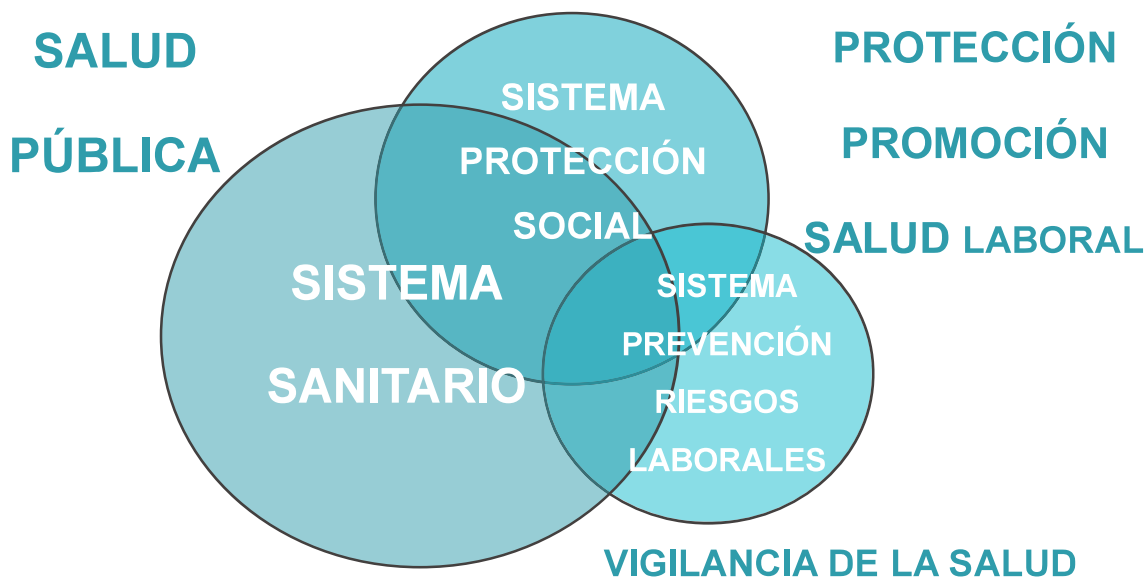 SALUD
PÚBLICA
SISTEMA
PROTECCIÓN
SOCIAL
PROTECCIÓN
PROMOCIÓN
SALUD LABORAL
SISTEMA
SANITARIO
SISTEMA
PREVENCIÓN
RIESGOS
LABORALES
VIGILANCIA DE LA SALUD